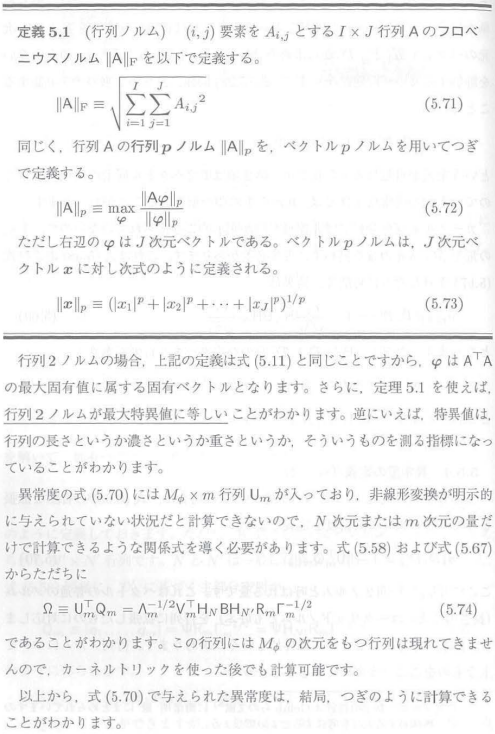 定義 5.1 (行列ノルム) (i, j) 要素を A_{i,j} とする I × J 行列 A のフロベ
ニウスノルム ||A||_F を以下で定義する。
||A||_F ≡ √(∑_{i=1}^{I} ∑_{j=1}^{J} A_{i,j}^2) (5.71)
同じく，行列 A の行列 p ノルム ||A||_p を，ベクトル p ノルムを用いてつぎ
で定義する。
||A||_p ≡ max_φ ||Aφ||_p / ||φ||_p (5.72)
ただし右辺の φ は J 次元ベクトルである。ベクトル p ノルムは，J 次元ベ
クトル x に対し次式のように定義される。
||x||_p ≡ (|x_1|^p + |x_2|^p + ··· + |x_J|^p)^{1/p} (5.73)
行列 2 ノルムの場合，上記の定義は式 (5.11) と同じことですから，φ は A^⊤A
の最大固有値に属する固有ベクトルとなります。さらに，定理 5.1 を使えば，
行列 2 ノルムが最大特異値に等しい ことがわかります。逆にいえば，特異値は，
行列の長さというか濃さというか重さというか，そういうものを測る指標になっ
ていることがわかります。
異常度の式 (5.70) には M_φ × m 行列 U_m が入っており，非線形変換が明示的
に与えられていない状況だと計算できないので，N 次元または m 次元の量だ
けで計算できるような関係式を導く必要があります。式 (5.58) および式 (5.67)
からただちに
Ω ≡ U_m^⊤Q_m = Λ_m^{-1/2}V_m^⊤H_N BH_{N'}R_mΓ_m^{-1/2} (5.74)
であることがわかります。この行列には M_φ の次元をもつ行列は現れてきませ
んので，カーネルトリックを使った後でも計算可能です。
以上から，式 (5.70) で与えられた異常度は，結局，つぎのように計算できる
ことがわかります。